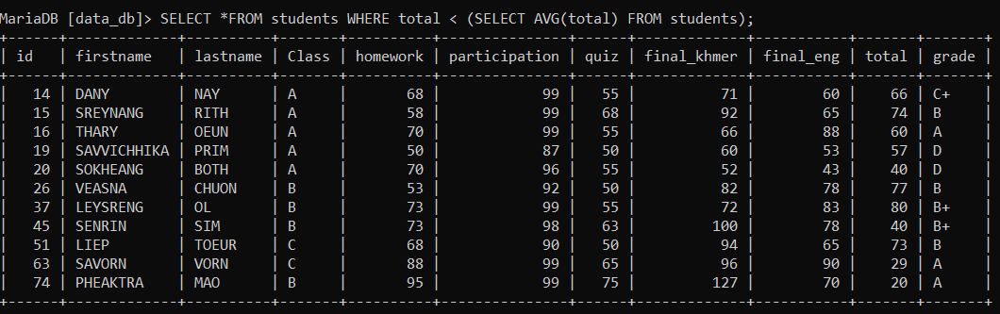 MariaDB [data_db]> SELECT *FROM students WHERE total < (SELECT AVG(total) FROM students);
+------+-------------+----------+-------+----------+---------------+------+-------------+-----------+-------+-------+
| id | firstname | lastname | Class | homework | participation | quiz | final_khmer | final_eng | total | grade |
+------+-------------+----------+-------+----------+---------------+------+-------------+-----------+-------+-------+
| 14 | DANY | NAY | A | 68 | 99 | 55 | 71 | 60 | 66 | C+ |
| 15 | SREYNANG | RITH | A | 58 | 99 | 68 | 92 | 65 | 74 | B |
| 16 | THARY | OEUN | A | 70 | 99 | 55 | 66 | 88 | 60 | A |
| 19 | SAVVICHHIKA | PRIM | A | 50 | 87 | 50 | 60 | 53 | 57 | D |
| 20 | SOKHEANG | BOTH | A | 70 | 96 | 55 | 52 | 43 | 40 | D |
| 26 | VEASNA | CHUON | B | 53 | 92 | 50 | 82 | 78 | 77 | B |
| 37 | LEYSRENG | OL | B | 73 | 99 | 55 | 72 | 83 | 80 | B+ |
| 45 | SENRIN | SIM | B | 73 | 98 | 63 | 100 | 78 | 40 | B+ |
| 51 | LIEP | TOEUR | C | 68 | 90 | 50 | 94 | 65 | 73 | B |
| 63 | SAVORN | VORN | C | 88 | 99 | 65 | 96 | 90 | 29 | A |
| 74 | PHEAKTRA | MAO | B | 95 | 99 | 75 | 127 | 70 | 20 | A |
+------+-------------+----------+-------+----------+---------------+------+-------------+-----------+-------+-------+